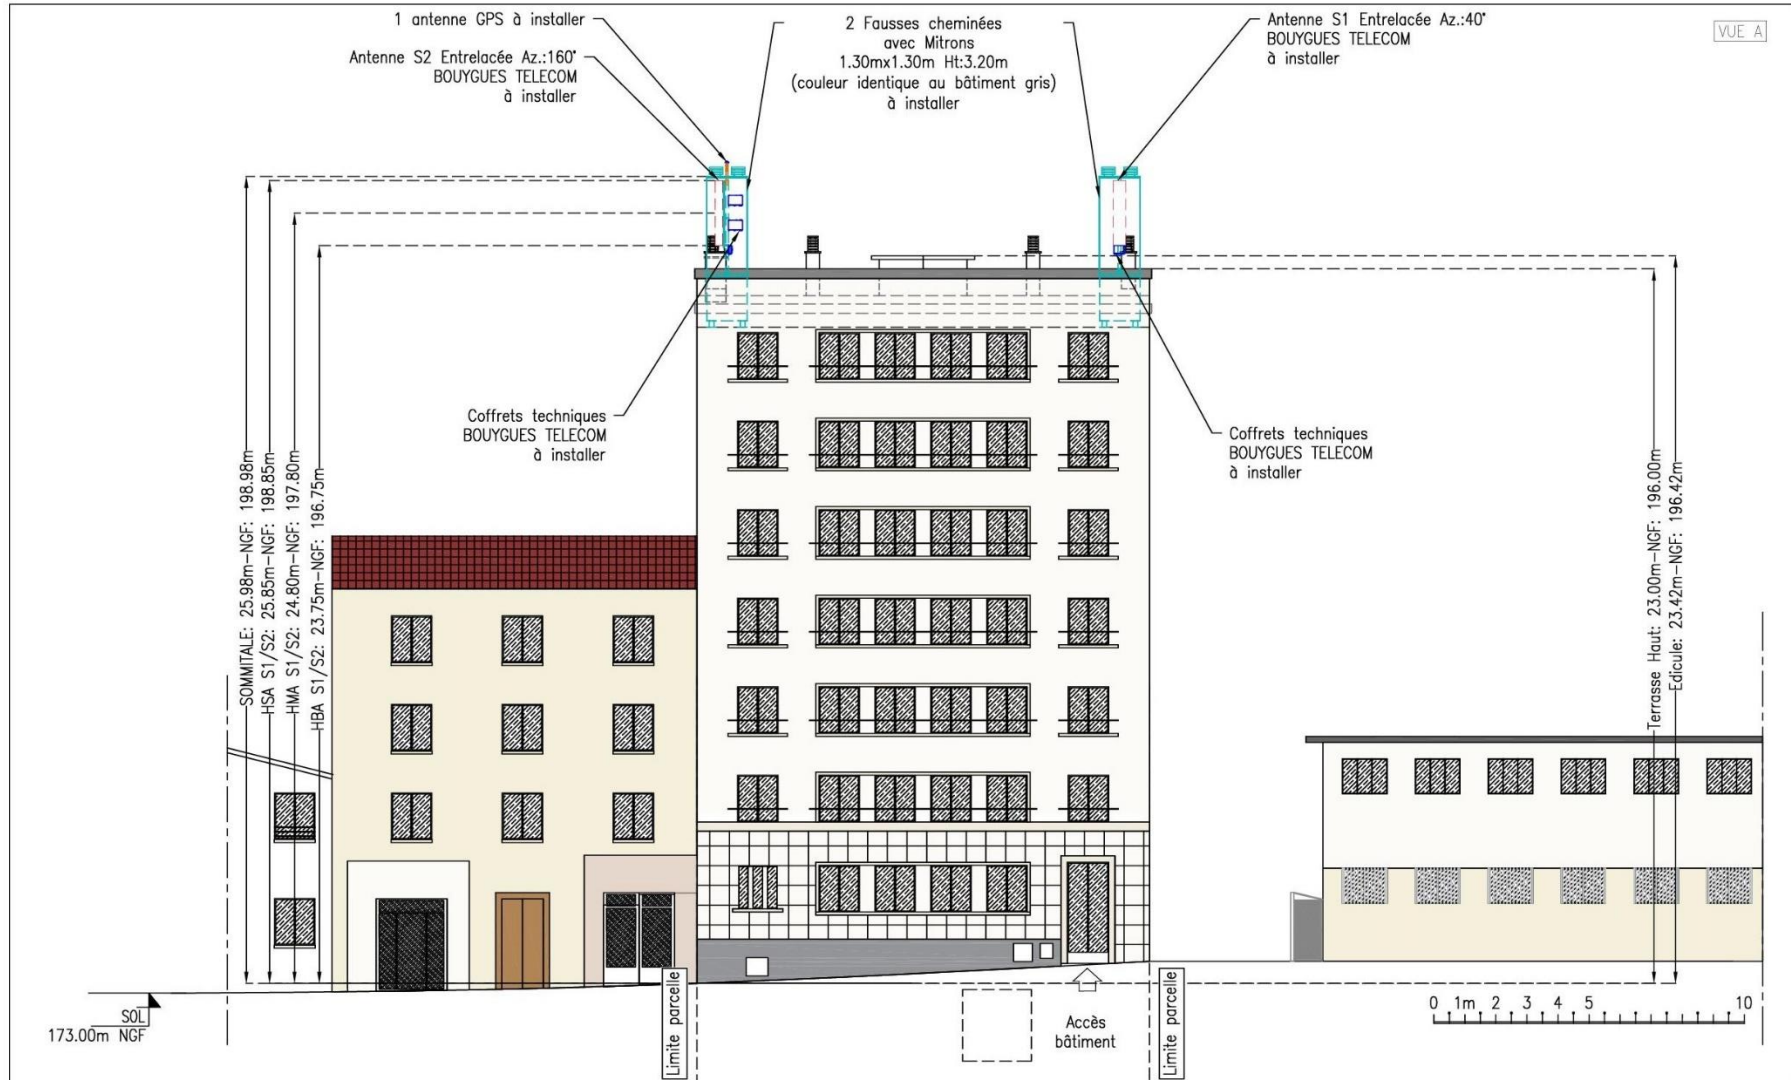 1 antenne GPS à installer
Antenne S2 Entrelacée Az.:160°
BOUYGUES TELECOM
à installer
2 Fausses cheminées
avec Mitrons
1.30mx1.30m Ht:3.20m
(couleur identique au bâtiment gris)
à installer
Antenne S1 Entrelacée Az.:40°
BOUYGUES TELECOM
à installer
VUE A
Coffrets techniques
BOUYGUES TELECOM
à installer
Coffrets techniques
BOUYGUES TELECOM
à installer
SOMMITALE: 25.98m-NGF: 198.98m
HSA S1/S2: 25.85m-NGF: 198.85m
HMA S1/S2: 24.80m-NGF: 197.80m
HBA S1/S2: 23.75m-NGF: 196.75m
Terrasse Haut: 23.00m-NGF: 196.00m
Edicule: 23.42m-NGF: 196.42m
SOL
173.00m NGF
Limite parcelle
Accès
bâtiment
Limite parcelle
0 1m 2 3 4 5 10